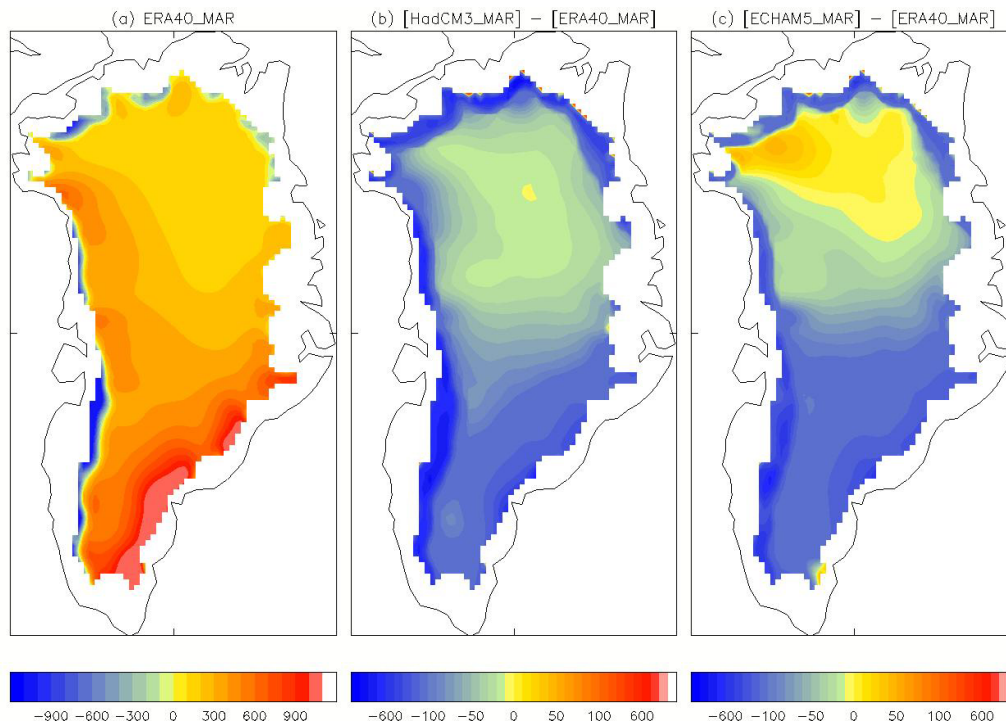 (a) ERA40_MAR
(b) [HadCM3_MAR] − [ERA40_MAR]
(c) [ECHAM5_MAR] − [ERA40_MAR]
−900 −600 −300 0 300 600 900
−600 −100 −50 0 50 100 600
−600 −100 −50 0 50 100 600